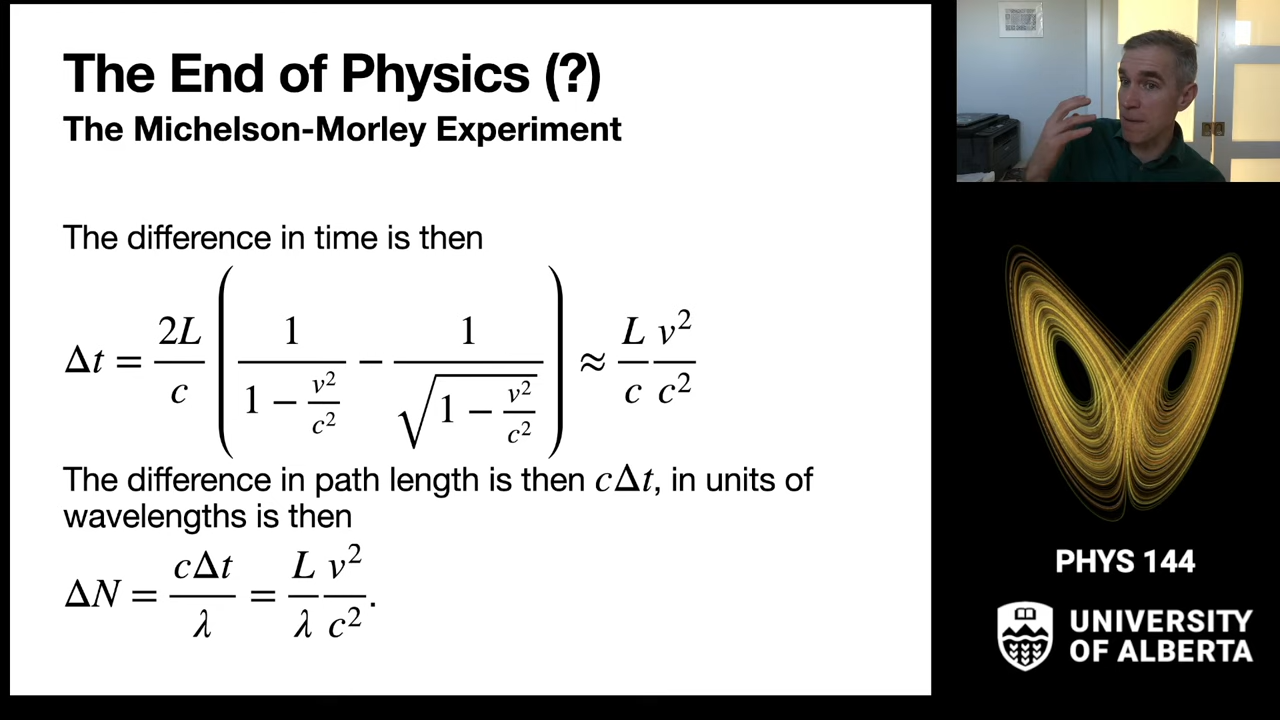 The End of Physics (?)
The Michelson-Morley Experiment
The difference in time is then
Δt = 2L/c (1/(1 − v²/c²) − 1/√(1 − v²/c²)) ≈ L/c v²/c²
The difference in path length is then cΔt, in units of
wavelengths is then
ΔN = cΔt/λ = L/λ v²/c².
PHYS 144
UNIVERSITY
OF ALBERTA